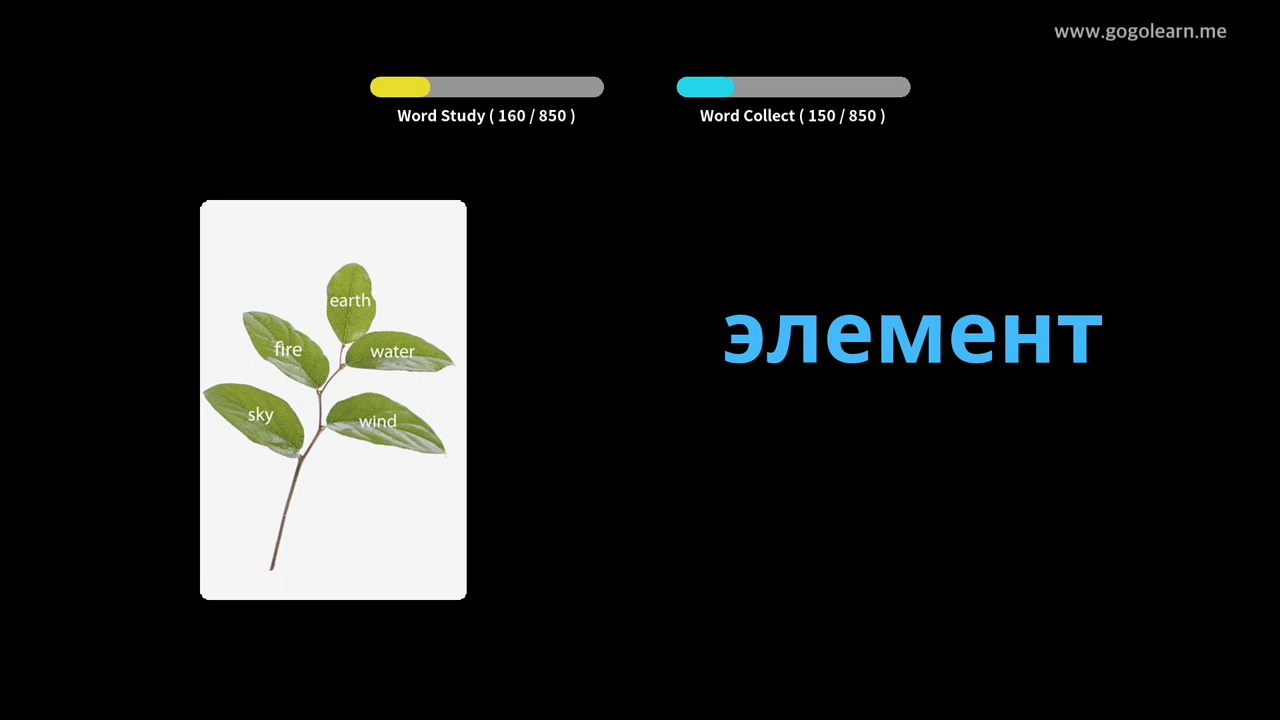 www.gogolearn.me
Word Study ( 160 / 850 )
Word Collect ( 150 / 850 )
earth
fire
water
sky
wind
элемент